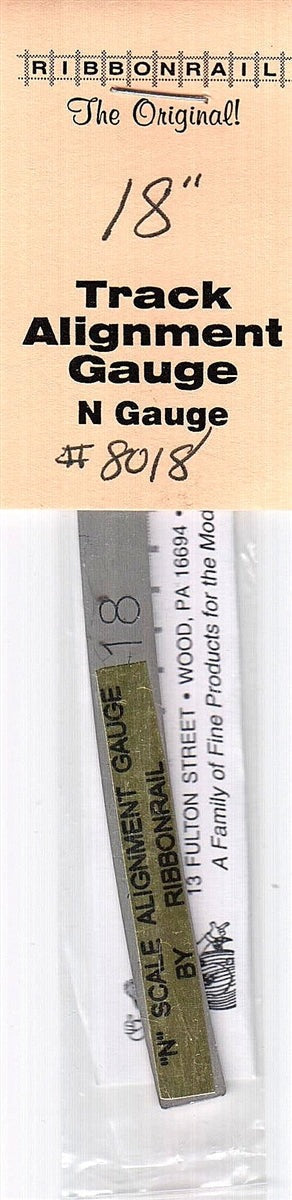 RIBBONRAIL
The Original!
18"
Track
Alignment
Gauge
N Gauge
#8018
18
"N" SCALE ALIGNMENT GAUGE
BY RIBBONRAIL
13 FULTON STREET • WOOD, PA 16694 •
A Family of Fine Products for the Mod